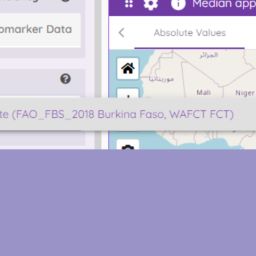 Median app
omarker Data
Absolute Values
الجزائر
موريتانيا
Mali
Niger
te (FAO_FBS_2018 Burkina Faso, WAFCT FCT)